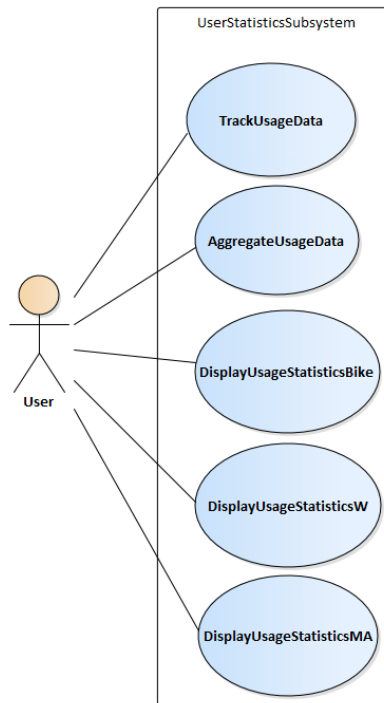 UserStatisticsSubsystem
TrackUsageData
AggregateUsageData
DisplayUsageStatisticsBike
User
DisplayUsageStatisticsW
DisplayUsageStatisticsMA